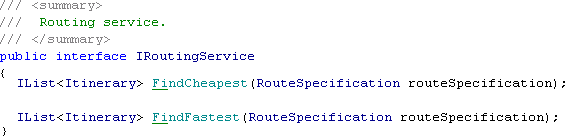 /// <summary>
///  Routing service.
/// </summary>
public interface IRoutingService
{
  IList<Itinerary> FindCheapest(RouteSpecification routeSpecification);

  IList<Itinerary> FindFastest(RouteSpecification routeSpecification);
}